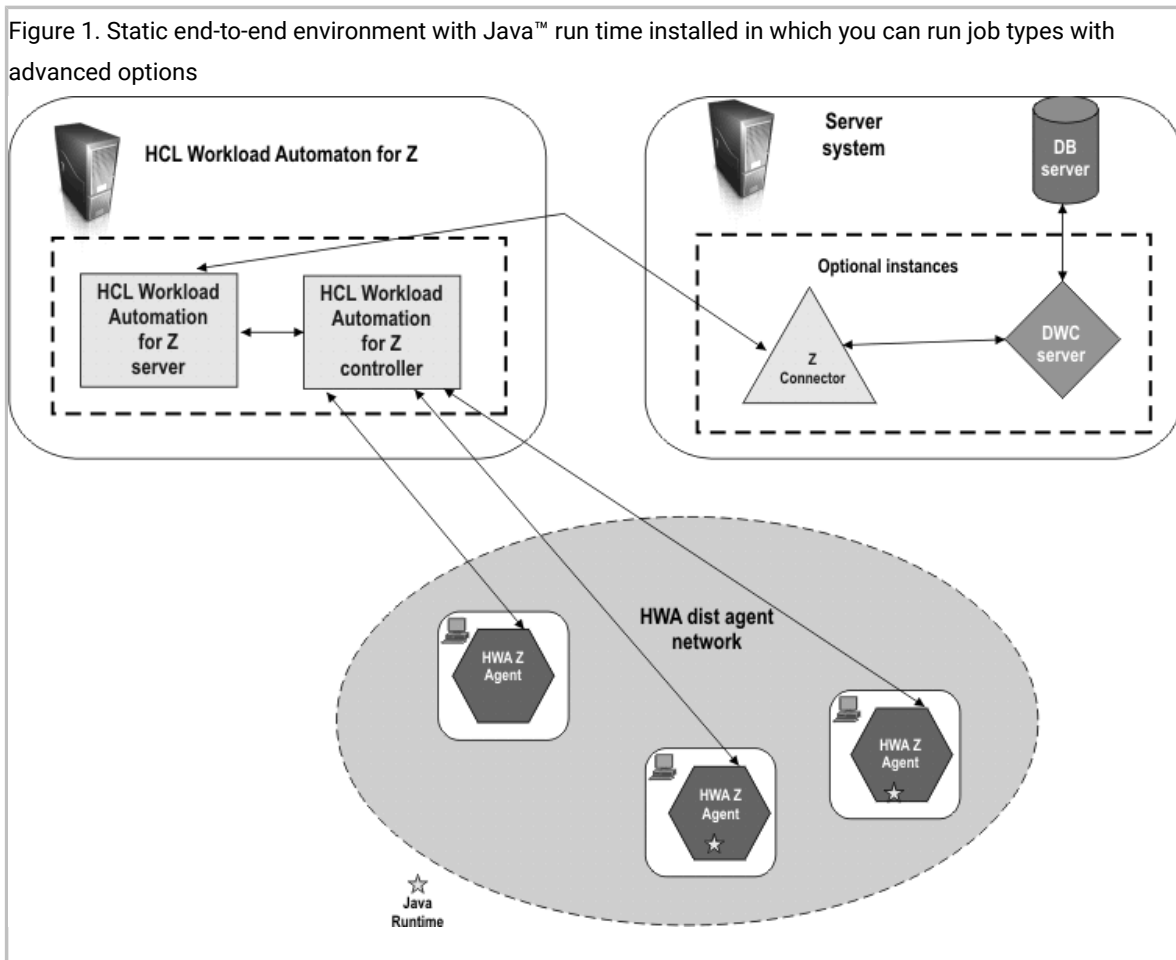 Figure 1. Static end-to-end environment with Java™ run time installed in which you can run job types with
advanced options
HCL Workload Automaton for Z
HCL Workload
Automation
for Z
server
HCL Workload
Automation
for Z
controller
Server
system
DB
server
Optional instances
Z
Connector
DWC
server
HWA dist agent
network
HWA Z
Agent
HWA Z
Agent
HWA Z
Agent
Java
Runtime